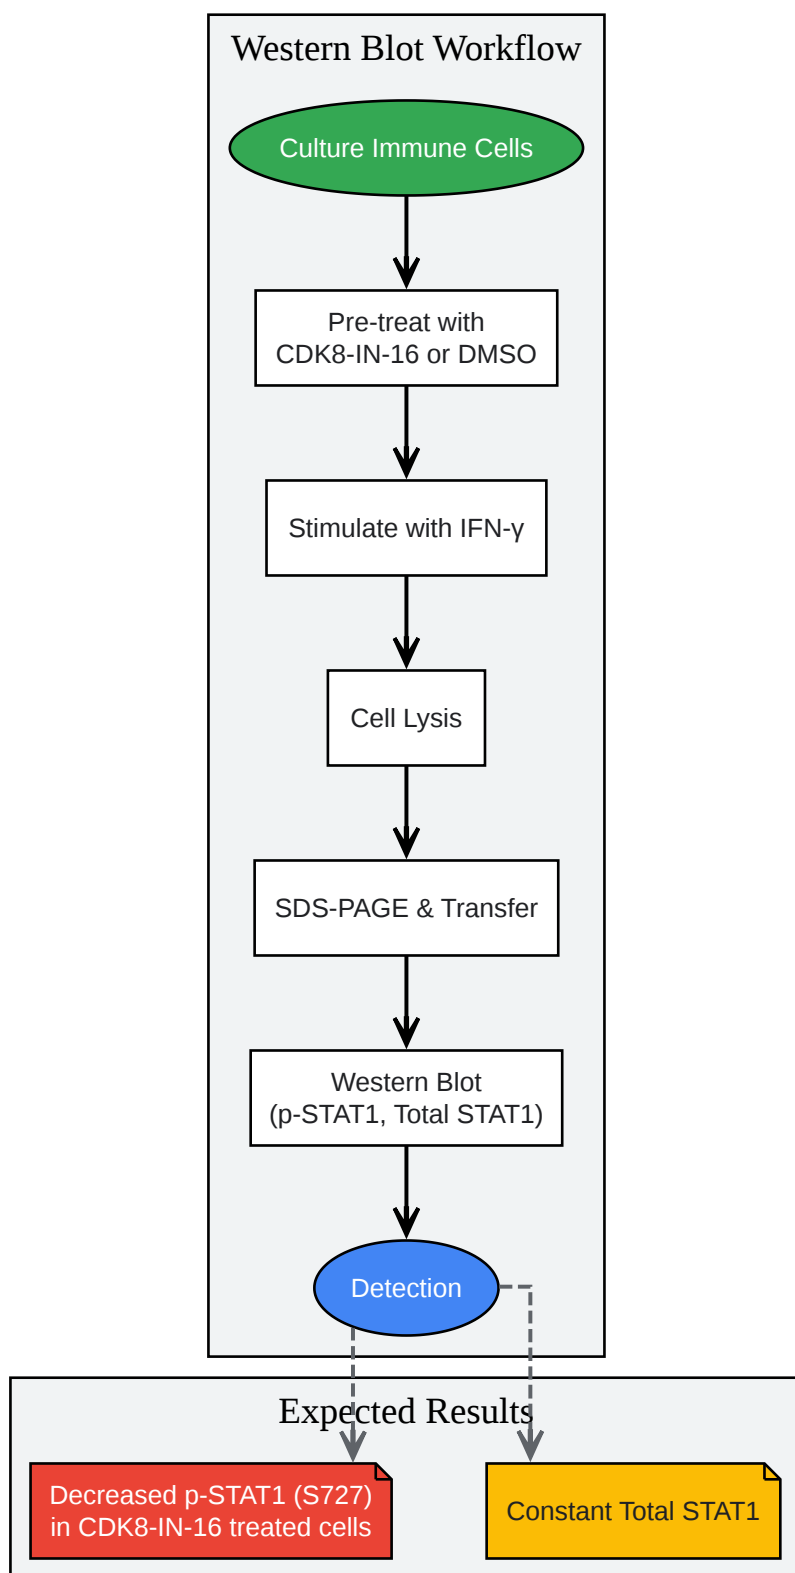 Western Blot Workflow
Culture Immune Cells
Pre-treat with
CDK8-IN-16 or DMSO
Stimulate with IFN-γ
Cell Lysis
SDS-PAGE & Transfer
Western Blot
(p-STAT1, Total STAT1)
Detection
Expected Results
Decreased p-STAT1 (S727)
in CDK8-IN-16 treated cells
Constant Total STAT1